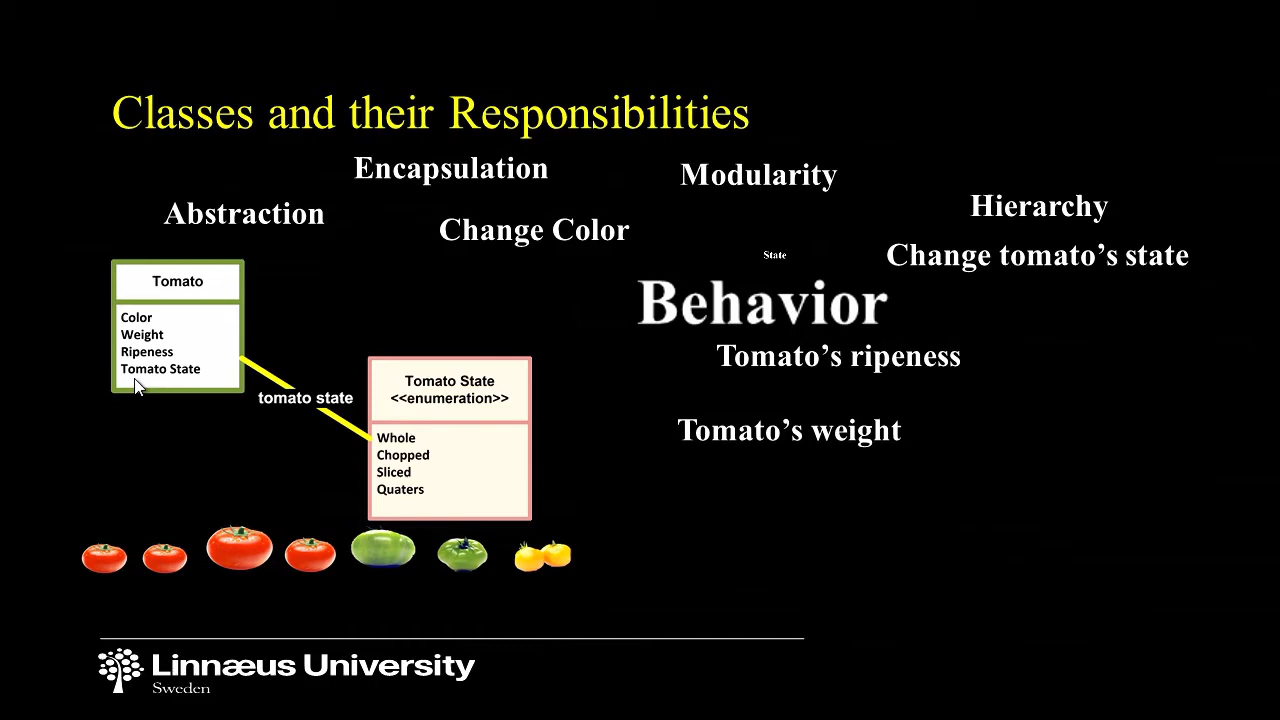 Classes and their Responsibilities
Encapsulation
Modularity
Hierarchy
Abstraction
Change Color
Change tomato's state
State
Behavior
Tomato's ripeness
Tomato's weight
Tomato
Color
Weight
Ripeness
Tomato State
tomato state
Tomato State
<<enumeration>>
Whole
Chopped
Sliced
Quaters
Linnæus University
Sweden